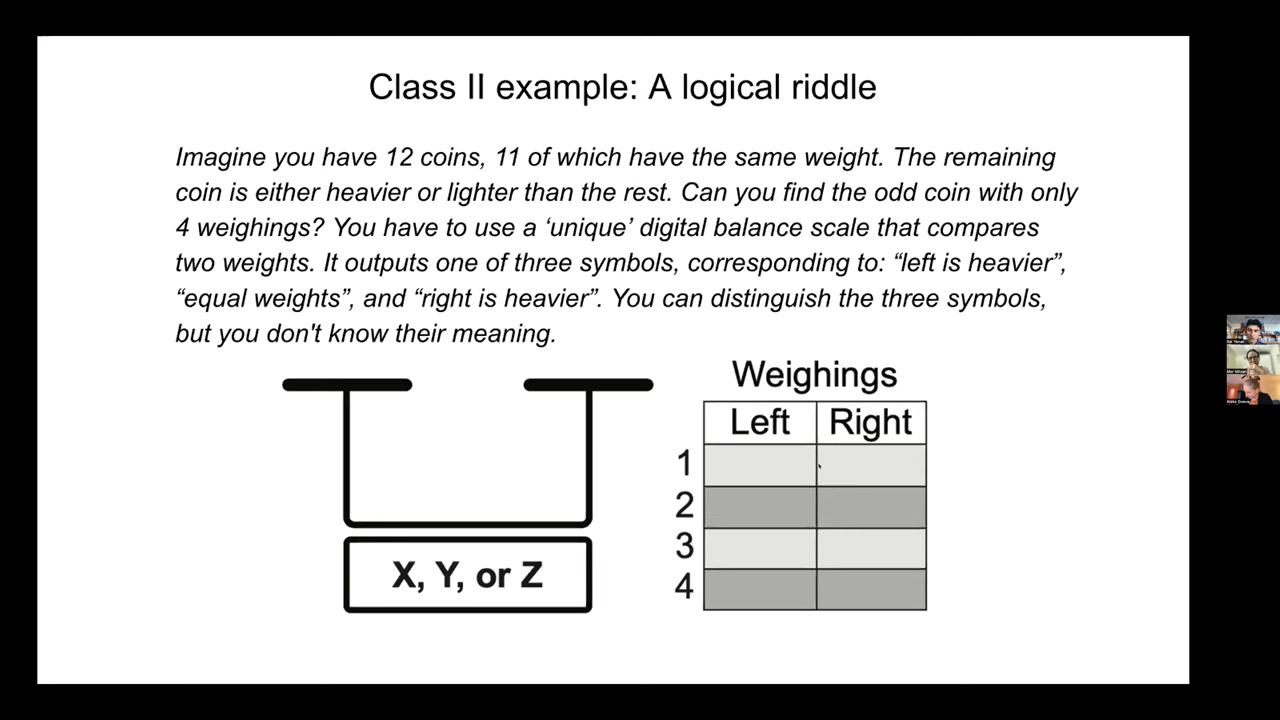 Class II example: A logical riddle
Imagine you have 12 coins, 11 of which have the same weight. The remaining
coin is either heavier or lighter than the rest. Can you find the odd coin with only
4 weighings? You have to use a ‘unique’ digital balance scale that compares
two weights. It outputs one of three symbols, corresponding to: “left is heavier”,
“equal weights”, and “right is heavier”. You can distinguish the three symbols,
but you don't know their meaning.
Weighings
Left Right
1
2
3
4
X, Y, or Z